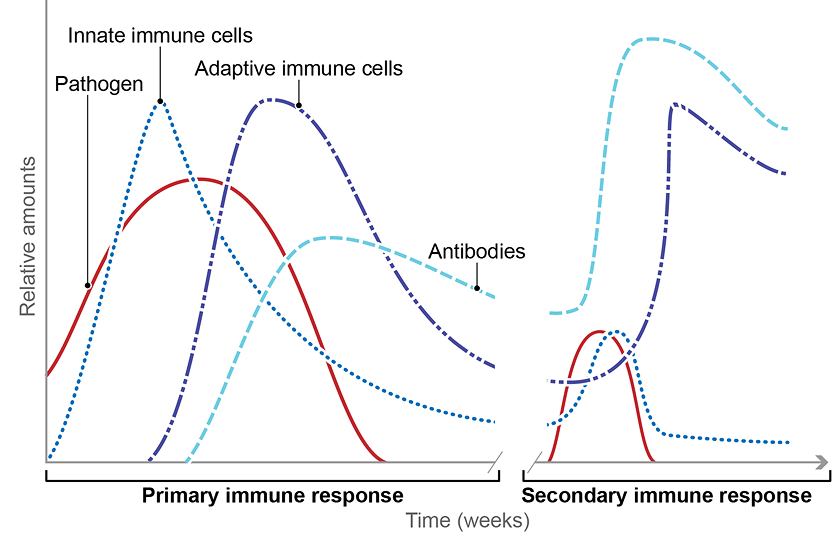 Innate immune cells
Adaptive immune cells
Pathogen
Relative amounts
Antibodies
Primary immune response
Secondary immune response
Time (weeks)